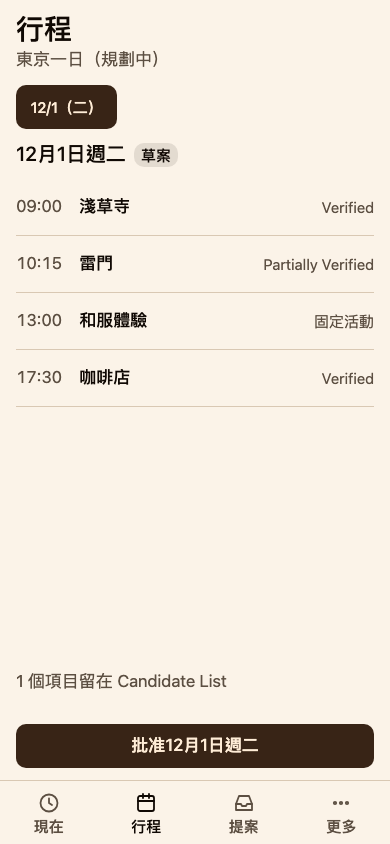 行程
東京一日（規劃中）
12/1（二）
12月1日週二 草案
09:00 淺草寺 Verified
10:15 雷門 Partially Verified
13:00 和服體驗 固定活動
17:30 咖啡店 Verified
1 個項目留在 Candidate List
批准12月1日週二
現在 行程 提案 更多